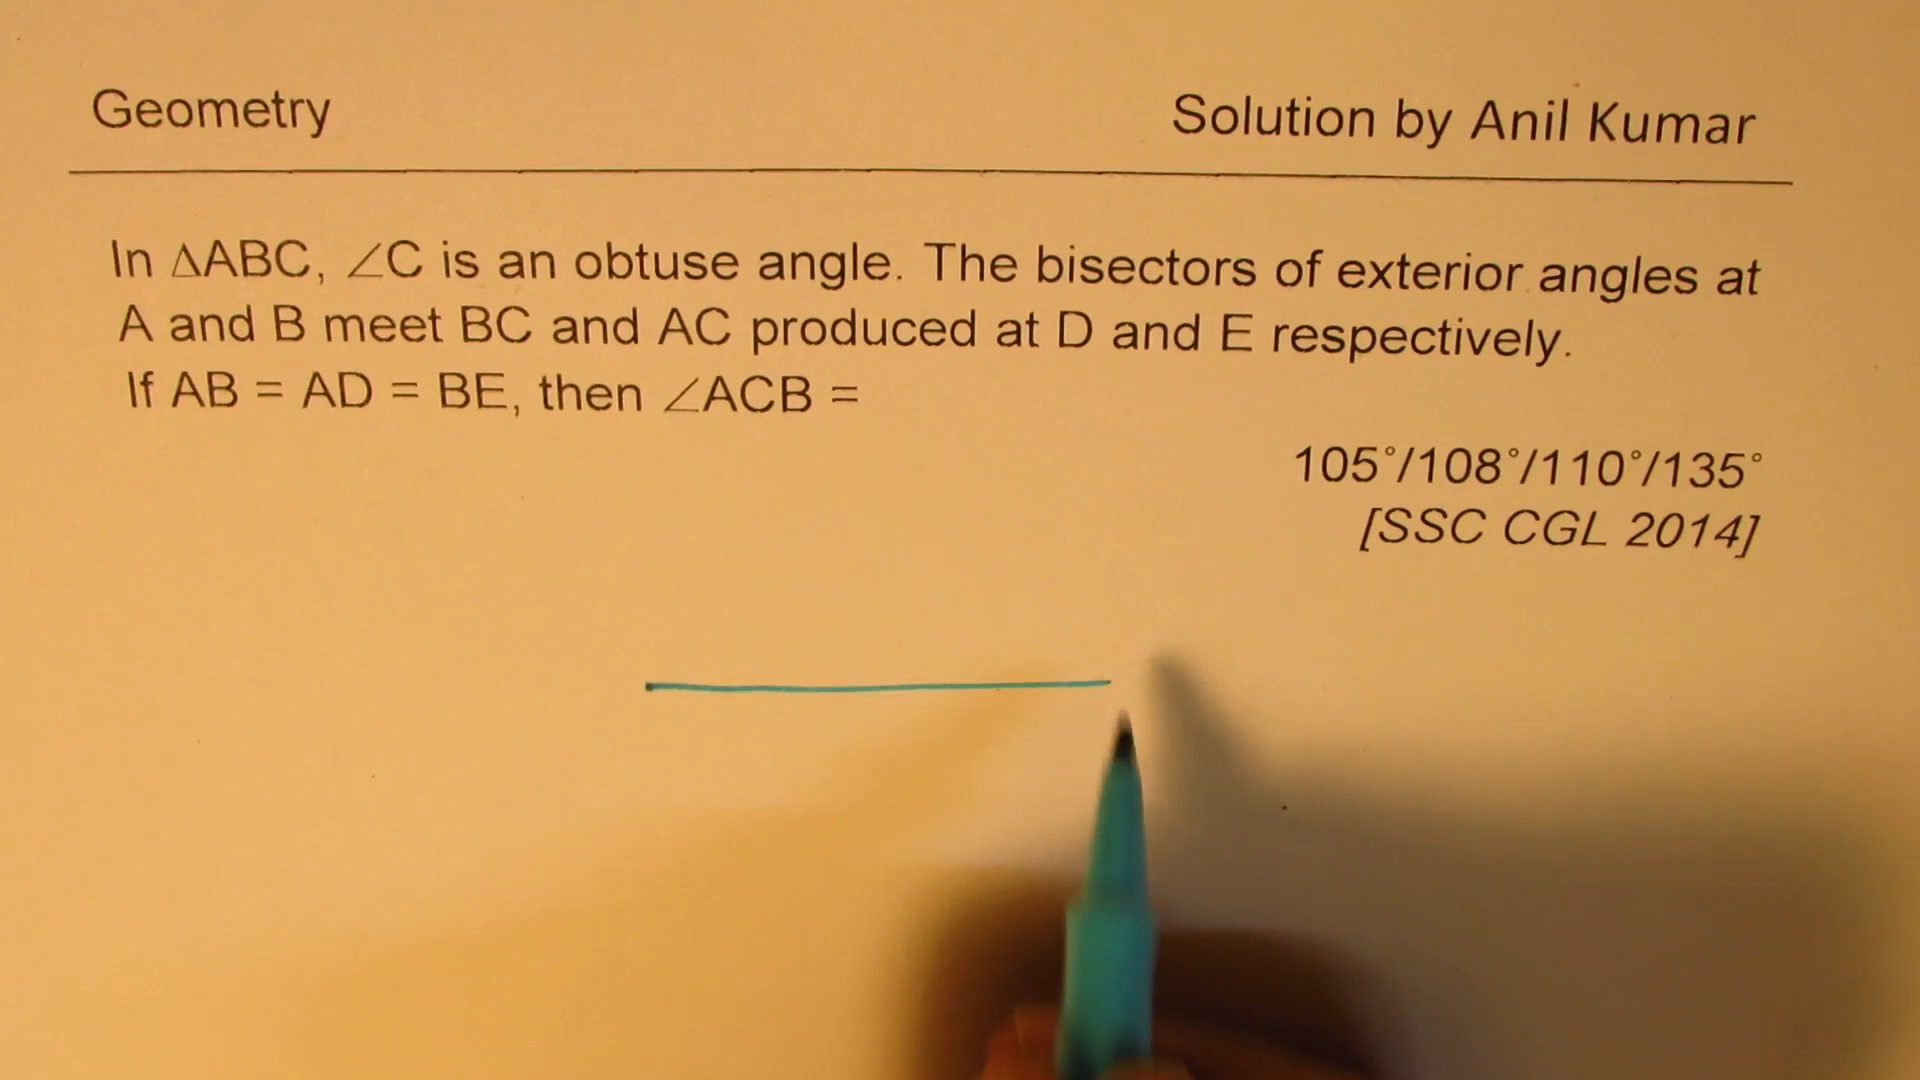 Geometry
Solution by Anil Kumar
In ∆ABC, ∠C is an obtuse angle. The bisectors of exterior angles at
A and B meet BC and AC produced at D and E respectively.
If AB = AD = BE, then ∠ACB =
105˚/108˚/110˚/135˚
[SSC CGL 2014]